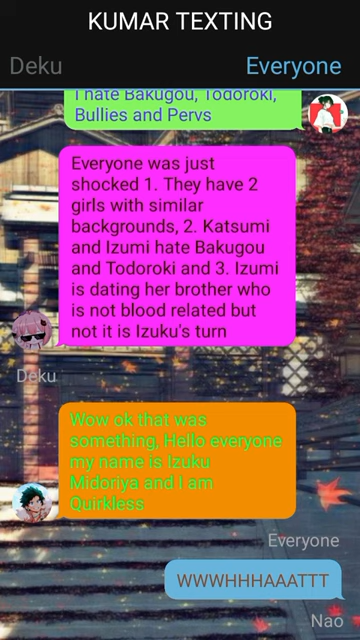 KUMAR TEXTING
Deku
Everyone
I hate Bakugou, Todoroki,
Bullies and Pervs
Everyone was just
shocked 1. They have 2
girls with similar
backgrounds, 2. Katsumi
and Izumi hate Bakugou
and Todoroki and 3. Izumi
is dating her brother who
is not blood related but
not it is Izuku's turn
Deku
Wow ok that was
something, Hello everyone
my name is Izuku
Midoriya and I am
Quirkless
Everyone
WWWHHHAAATTT
Nao